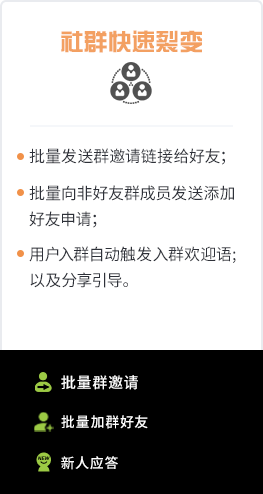 社群快速裂变
批量发送群邀请链接给好友;
批量向非好友群成员发送添加
好友申请;
用户入群自动触发入群欢迎语;
以及分享引导。
批量群邀请
批量加群好友
NEW
新人应答